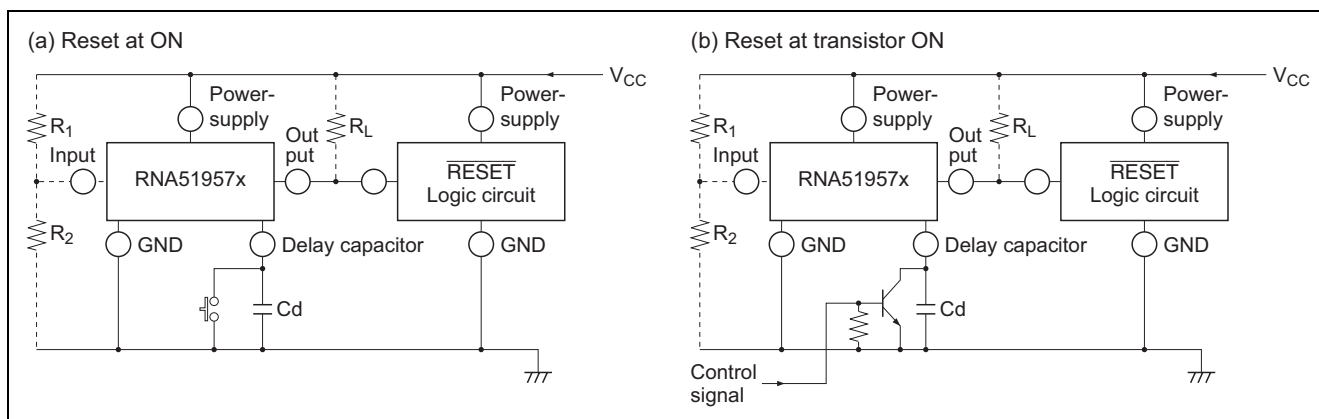 (a) Reset at ON
VCC
Power-
supply
Power-
supply
R1
RL
Out
put
Input
RNA51957x
RESET
Logic circuit
R2
GND
Delay capacitor
GND
Cd
(b) Reset at transistor ON
VCC
Power-
supply
Power-
supply
R1
RL
Out
put
Input
RNA51957x
RESET
Logic circuit
R2
GND
Delay capacitor
GND
Cd
Control
signal